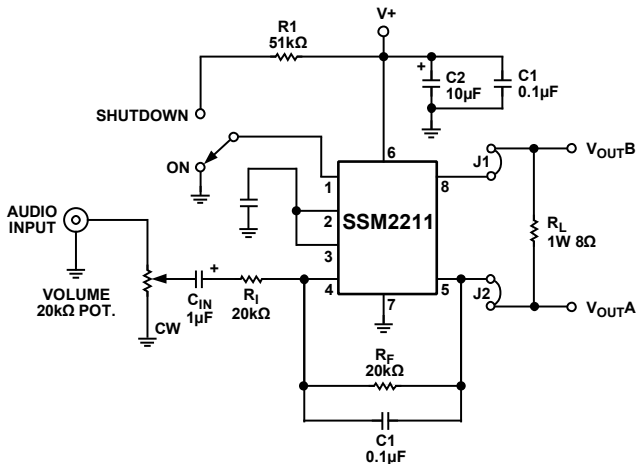 V+
R1
51kΩ
+
C2
10µF
C1
0.1µF
SHUTDOWN
ON
6
J1
VOUTB
1
8
AUDIO
INPUT
2
SSM2211
RL
1W 8Ω
3
+
4
5
J2
VOLUME
20kΩ POT.
CIN
1µF
RI
20kΩ
7
VOUTA
CW
RF
20kΩ
C1
0.1µF